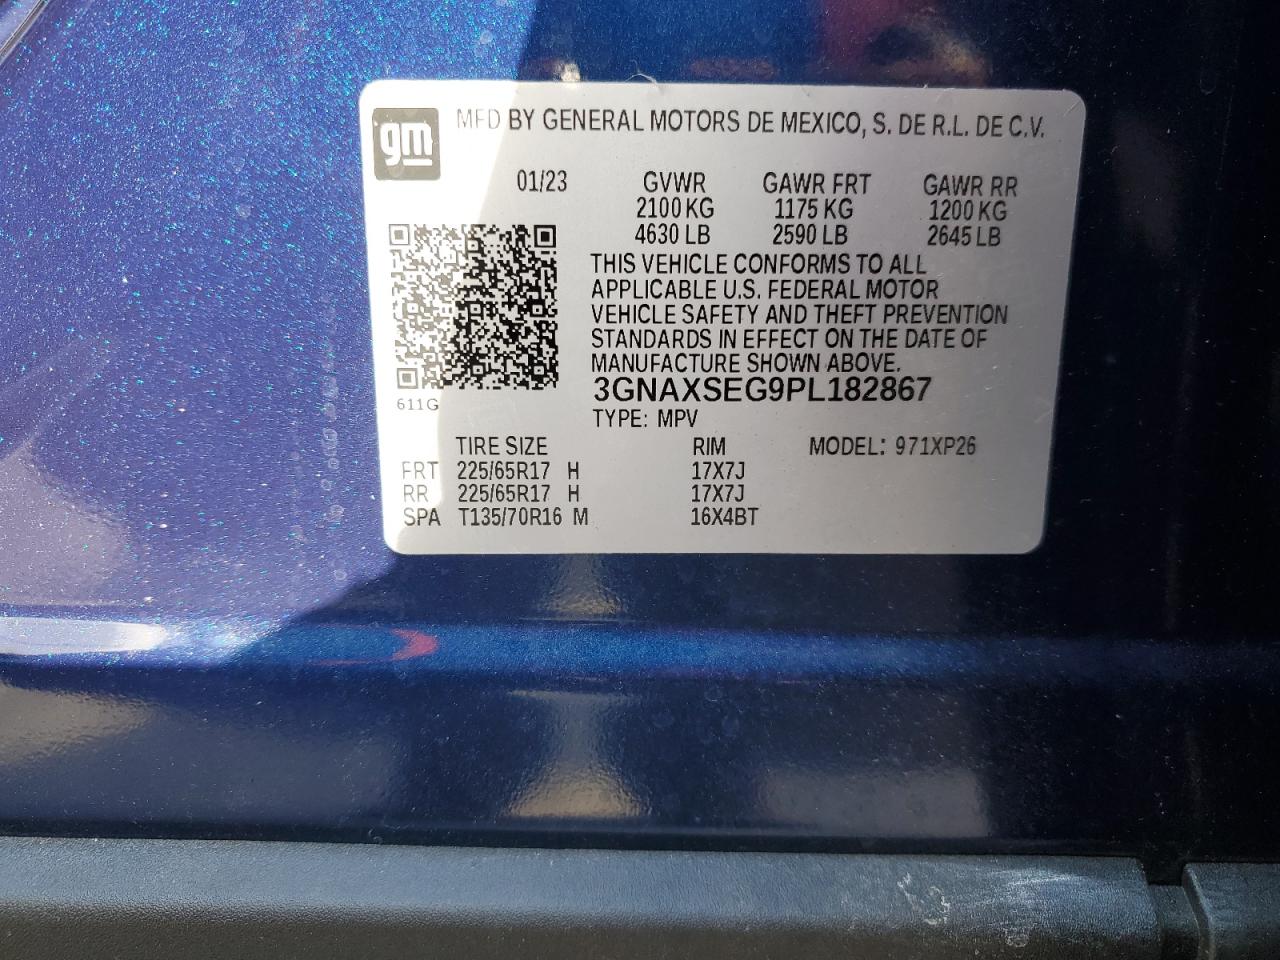 gm
MFD BY GENERAL MOTORS DE MEXICO, S. DE R.L. DE C.V.
01/23 GVWR GAWR FRT GAWR RR
2100 KG 1175 KG 1200 KG
4630 LB 2590 LB 2645 LB
THIS VEHICLE CONFORMS TO ALL
APPLICABLE U.S. FEDERAL MOTOR
VEHICLE SAFETY AND THEFT PREVENTION
STANDARDS IN EFFECT ON THE DATE OF
MANUFACTURE SHOWN ABOVE.
3GNAXSEG9PL182867
611G
TYPE: MPV
TIRE SIZE RIM MODEL: 971XP26
FRT 225/65R17 H 17X7J
RR 225/65R17 H 17X7J
SPA T135/70R16 M 16X4BT